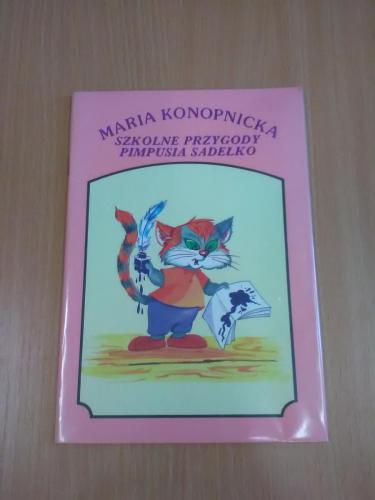 MARIA KONOPNICKA
SZKOLNE PRZYGODY
PIMPUSIA SADEŁKO